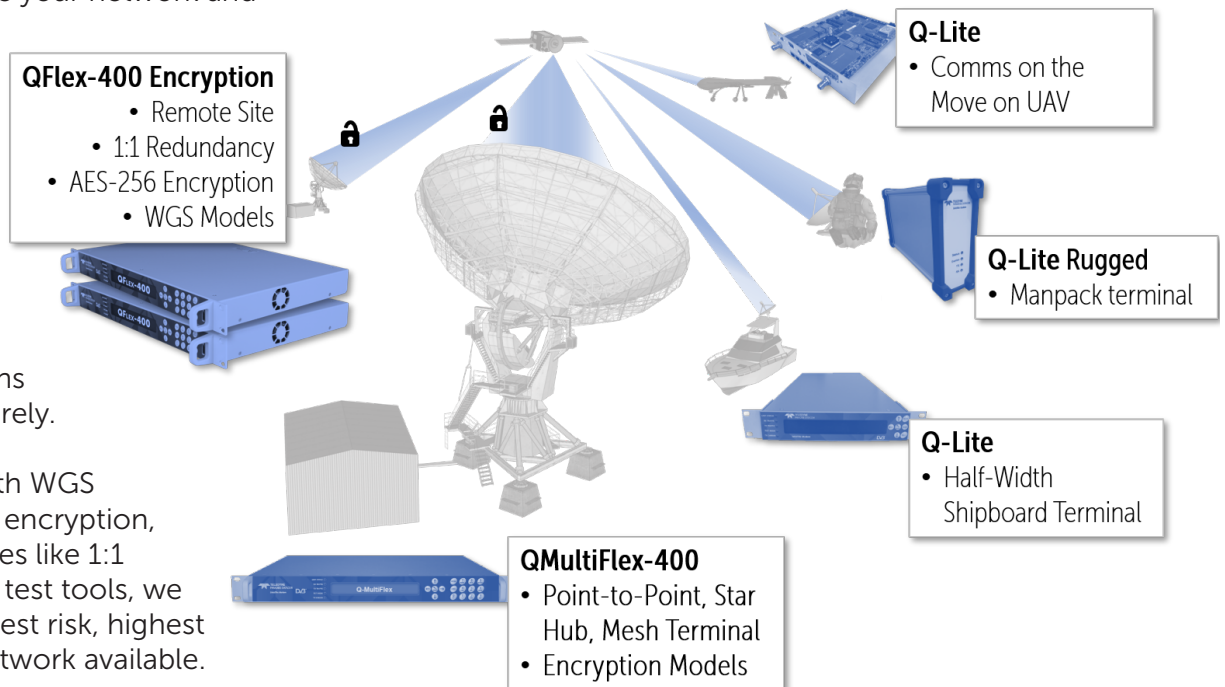 e your network and
QFlex-400 Encryption
• Remote Site
• 1:1 Redundancy
• AES-256 Encryption
• WGS Models
Q-Lite
• Comms on the
Move on UAV
Q-Lite Rugged
• Manpack terminal
QFLEX-400
QFLEX-400
Q-Lite
• Half-Width
Shipboard Terminal
rely.
th WGS
encryption,
es like 1:1
test tools, we
est risk, highest
twork available.
Q-MultiFlex
QMultiFlex-400
• Point-to-Point, Star
Hub, Mesh Terminal
• Encryption Models